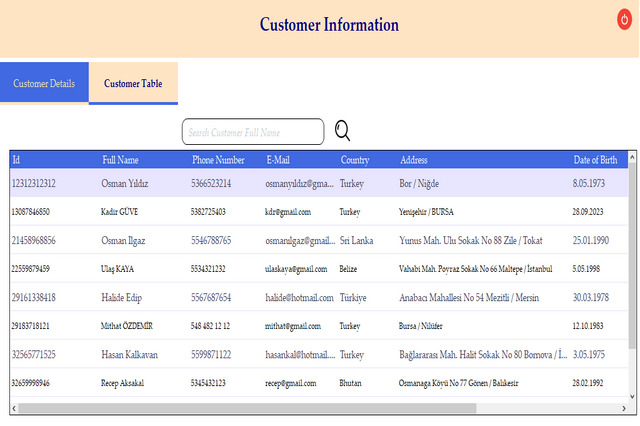 Customer Information
Customer Details Customer Table
Search Customer Full Name
Id Full Name Phone Number E-Mail Country Address Date of Birth
12312312312 Osman Yıldız 5366523214 osmanyıldız@gma... Turkey Bor / Niğde 8.05.1973
13087846850 Kadir GÜVE 5382725403 kdr@gmail.com Turkey Yenişehir / BURSA 28.09.2023
21458968856 Osman Ilgaz 5546788765 osmanılgaz@gmail.... Sri Lanka Yunus Mah. Ulu Sokak No 88 Zile / Tokat 25.01.1990
22559879459 Ulaş KAYA 5534321232 ulaskaya@gmail.com Belize Vahabi Mah. Poyraz Sokak No 66 Maltepe / İstanbul 5.05.1998
29161338418 Halide Edip 5567687654 halide@hotmail.com Türkiye Anabacı Mahallesi No 54 Mezitli / Mersin 30.03.1978
29183718121 Mithat ÖZDEMİR 548 482 12 12 mithat@gmail.com Turkey Bursa / Nilüfer 12.10.1983
32565771525 Hasan Kalkavan 5599871122 hasankal@hotmail.... Turkey Bağlararası Mah. Halit Sokak No 80 Bornova / İ... 3.05.1975
32659998946 Recep Aksakal 5345432123 recep@gmail.com Bhutan Osmanaga Köyü No 77 Gönen / Balıkesir 28.02.1992